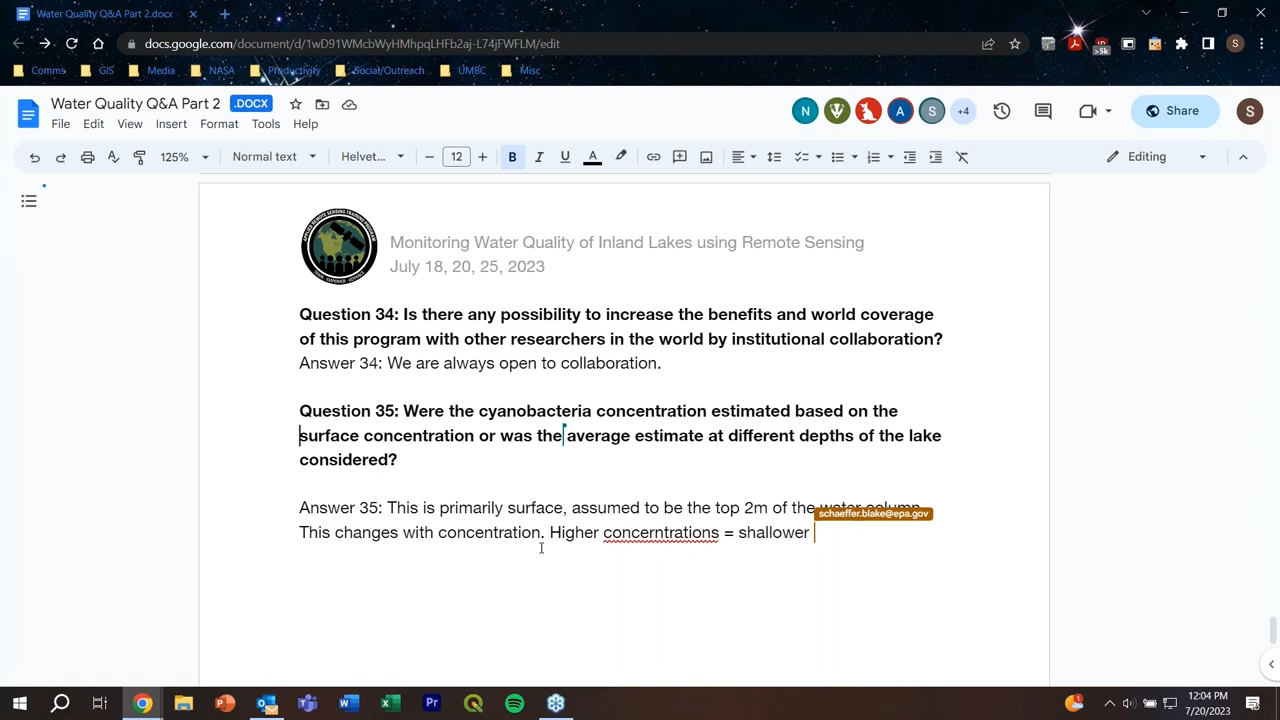 Water Quality Q&A Part 2.docx
docs.google.com/document/d/1wD91WMcbWyHMhpqLHFb2aj-L74jFWFLM/edit
>5k
S
Comms GIS Media NASA Productivity Social/Outreach UMBC Misc
Water Quality Q&A Part 2 .DOCX
N A S +4 Share S
File Edit View Insert Format Tools Help
125% Normal text Helvet... 12 B I U A Editing
Monitoring Water Quality of Inland Lakes using Remote Sensing
July 18, 20, 25, 2023
Question 34: Is there any possibility to increase the benefits and world coverage
of this program with other researchers in the world by institutional collaboration?
Answer 34: We are always open to collaboration.
Question 35: Were the cyanobacteria concentration estimated based on the
surface concentration or was the average estimate at different depths of the lake
considered?
Answer 35: This is primarily surface, assumed to be the top 2m of the water column.
schaeffer.blake@epa.gov
This changes with concentration. Higher concerntrations = shallower
12:04 PM
7/20/2023